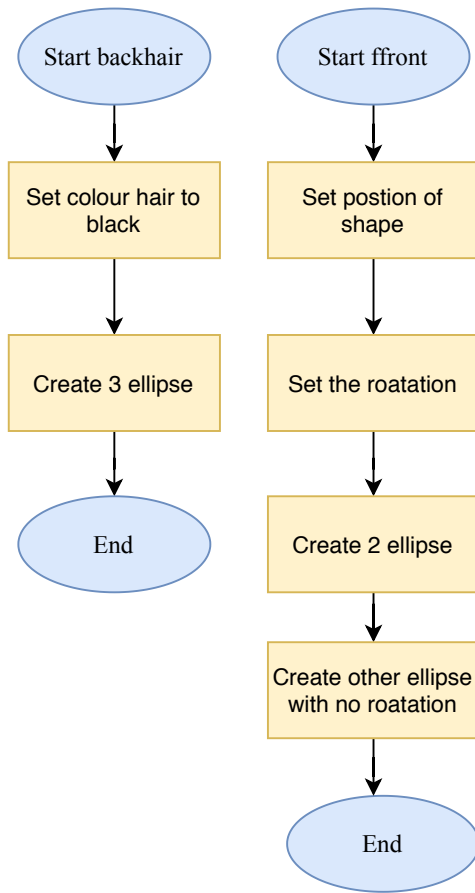 Start backhair
Set colour hair to
black
Create 3 ellipse
End
Start ffront
Set postion of
shape
Set the roatation
Create 2 ellipse
Create other ellipse
with no roatation
End